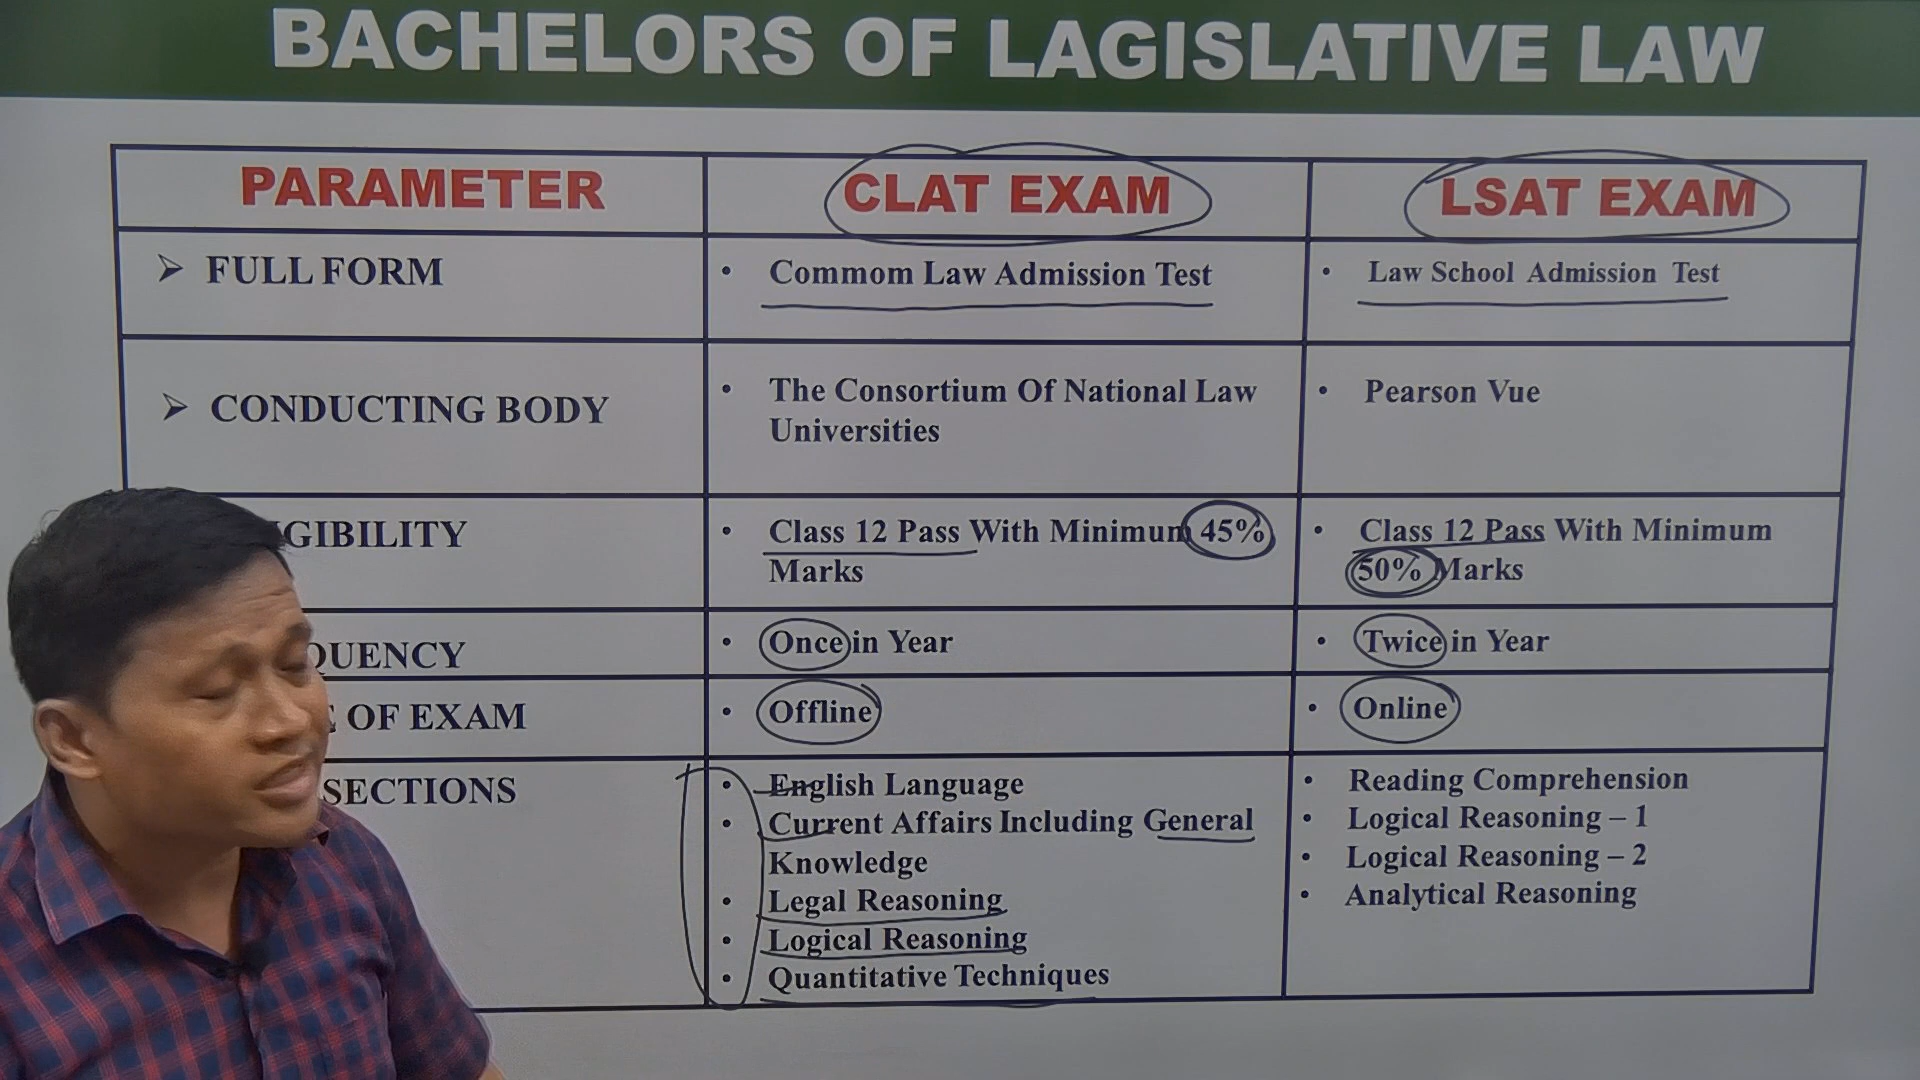 BACHELORS OF LAGISLATIVE LAW
PARAMETER CLAT EXAM LSAT EXAM
FULL FORM
Commom Law Admission Test
Law School Admission Test
CONDUCTING BODY
The Consortium Of National Law
Universities
Pearson Vue
GIBILITY
Class 12 Pass With Minimum 45%
Marks
Class 12 Pass With Minimum
50% Marks
QUENCY
Once in Year
Twice in Year
OF EXAM
Offline
Online
SECTIONS
English Language
Current Affairs Including General
Knowledge
Legal Reasoning
Logical Reasoning
Quantitative Techniques
Reading Comprehension
Logical Reasoning – 1
Logical Reasoning – 2
Analytical Reasoning